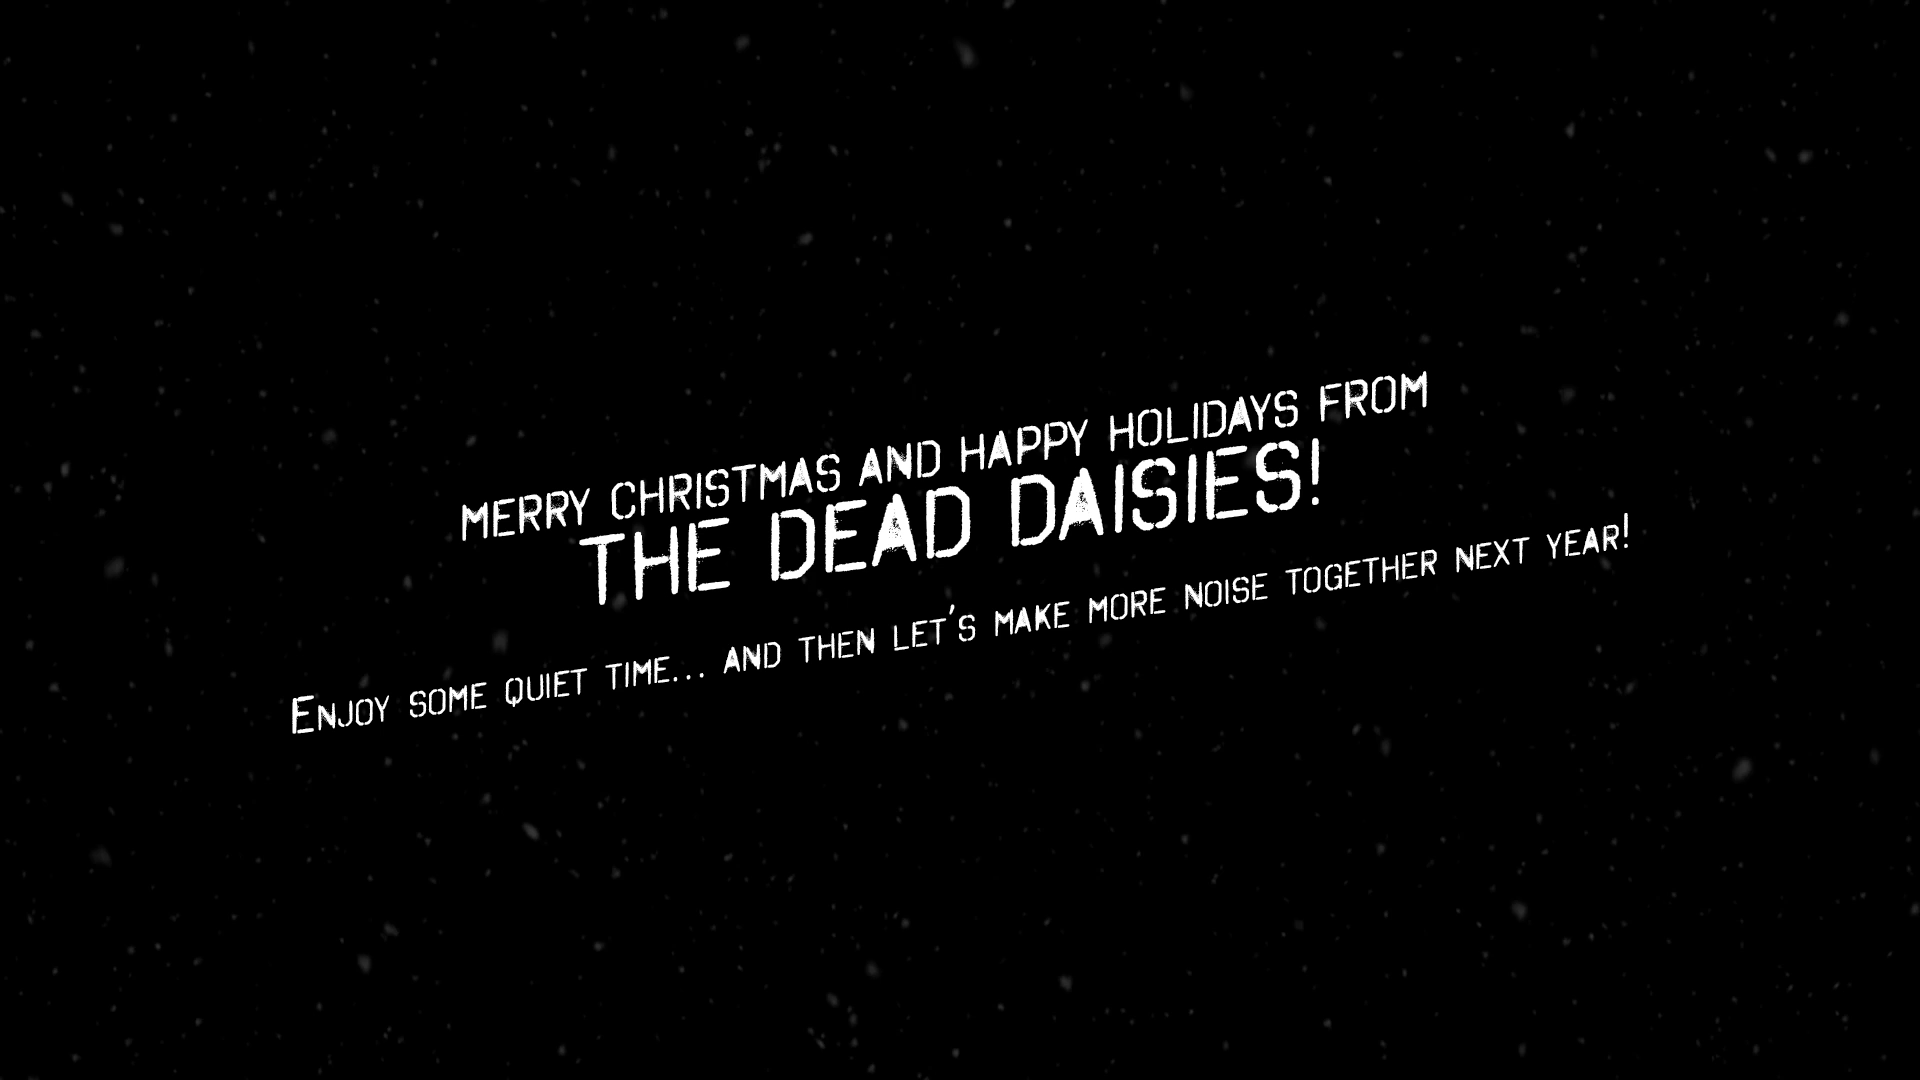 MERRY CHRISTMAS AND HAPPY HOLIDAYS FROM
THE DEAD DAISIES!
ENJOY SOME QUIET TIME... AND THEN LET'S MAKE MORE NOISE TOGETHER NEXT YEAR!